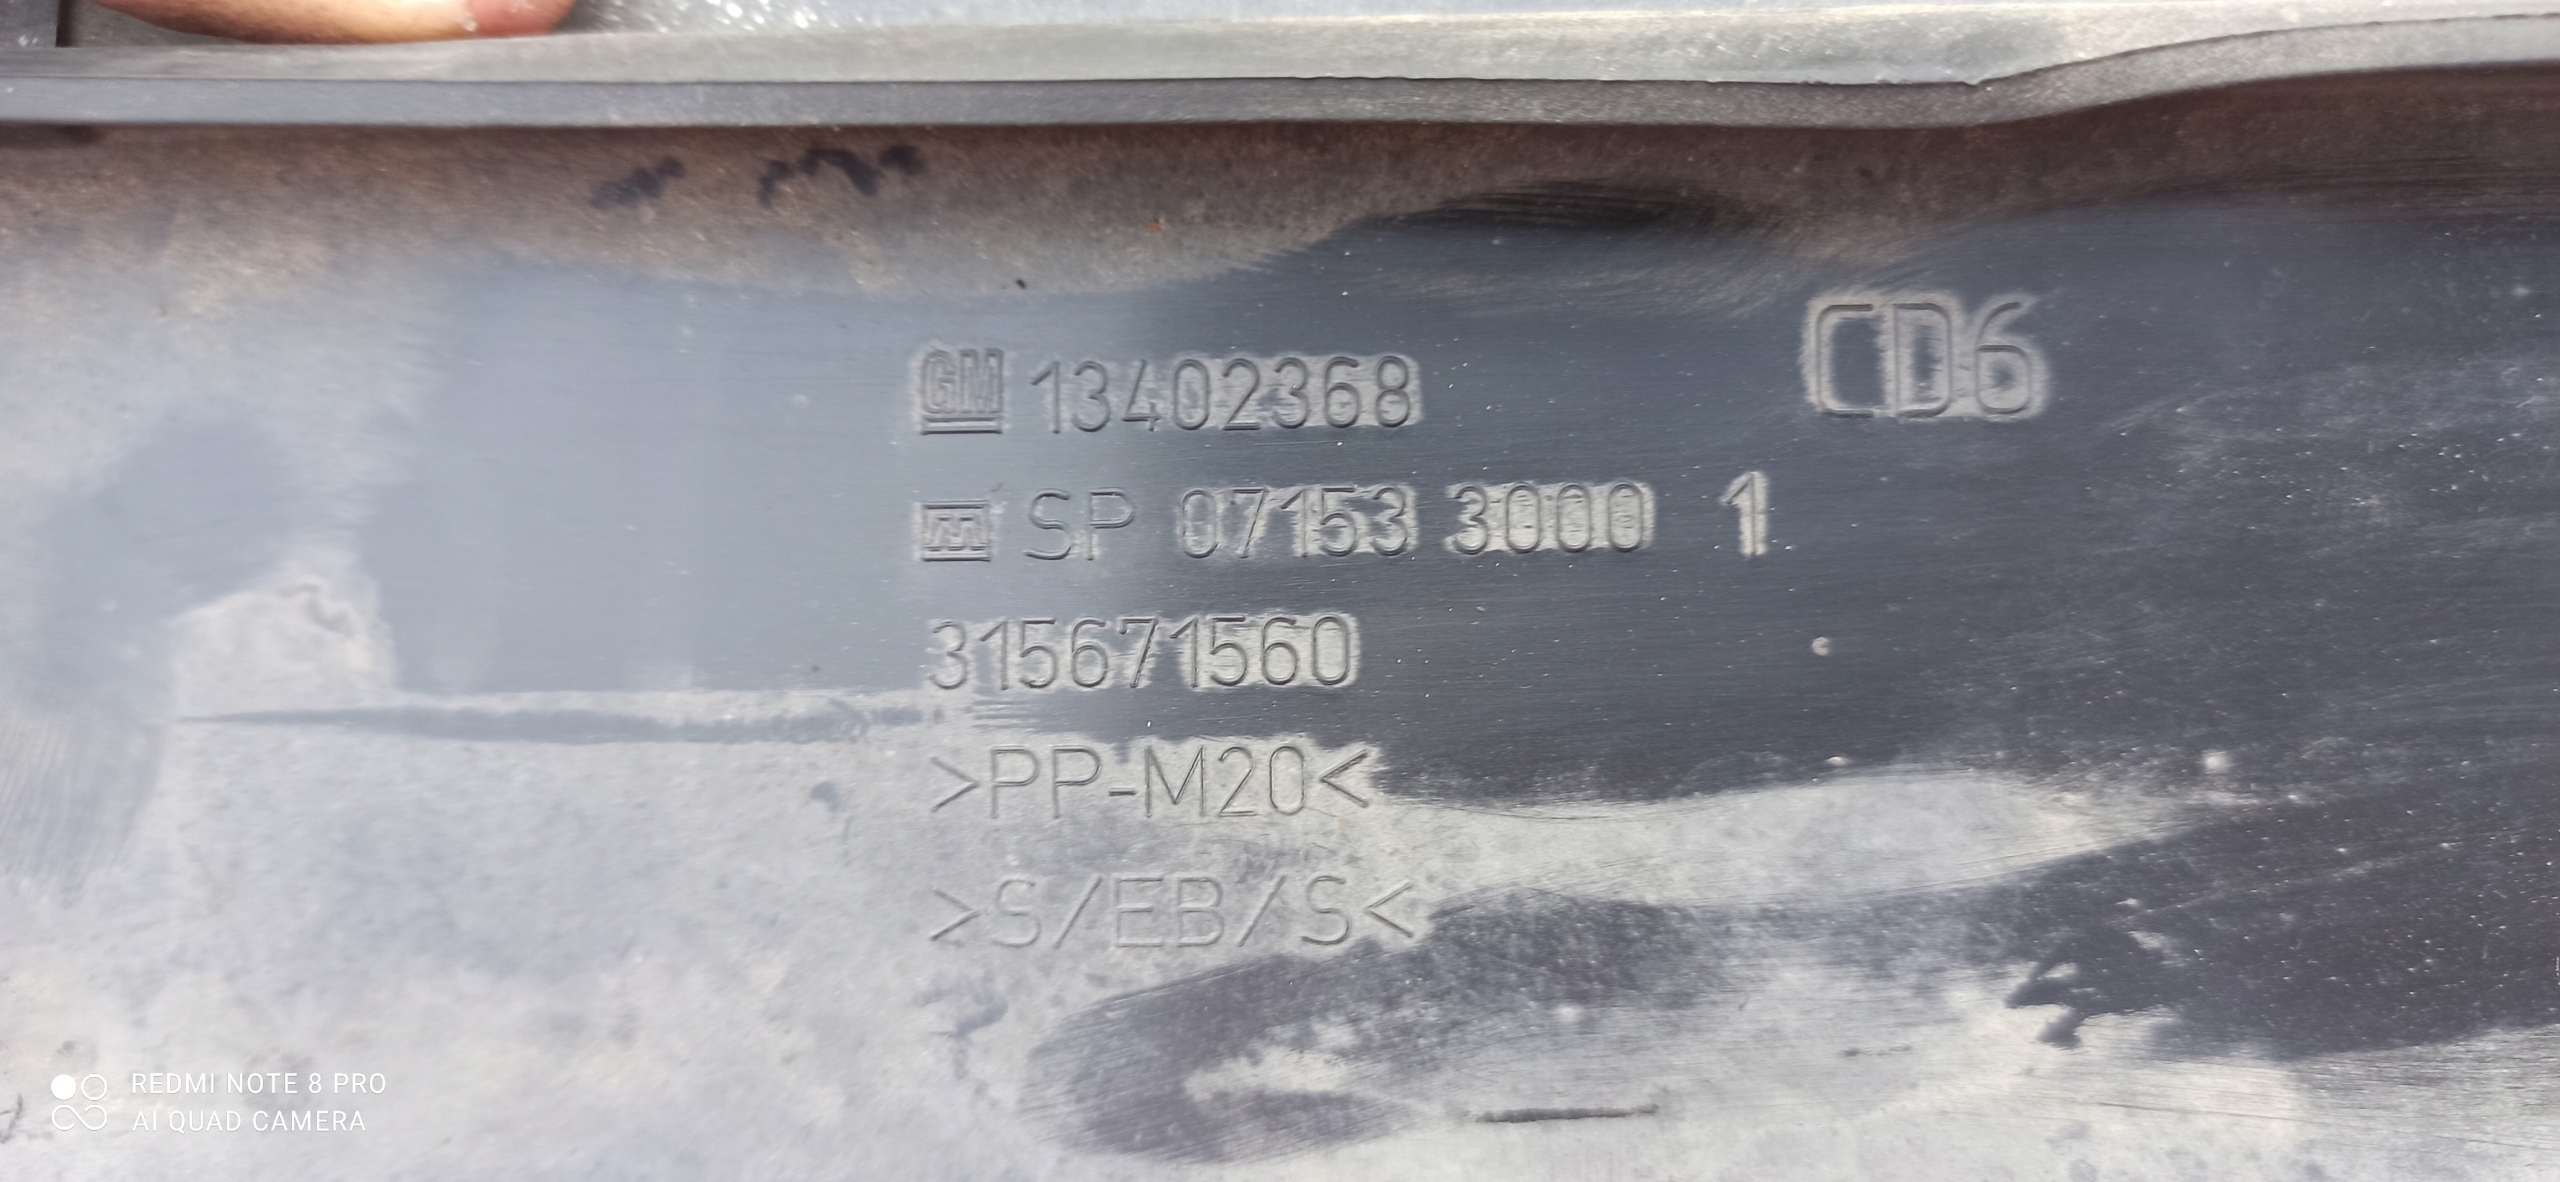 GM 13402368
CD6
SP 07153 3000 1
315671560
>PP-M20<
>S/EB/S<
REDMI NOTE 8 PRO
AI QUAD CAMERA